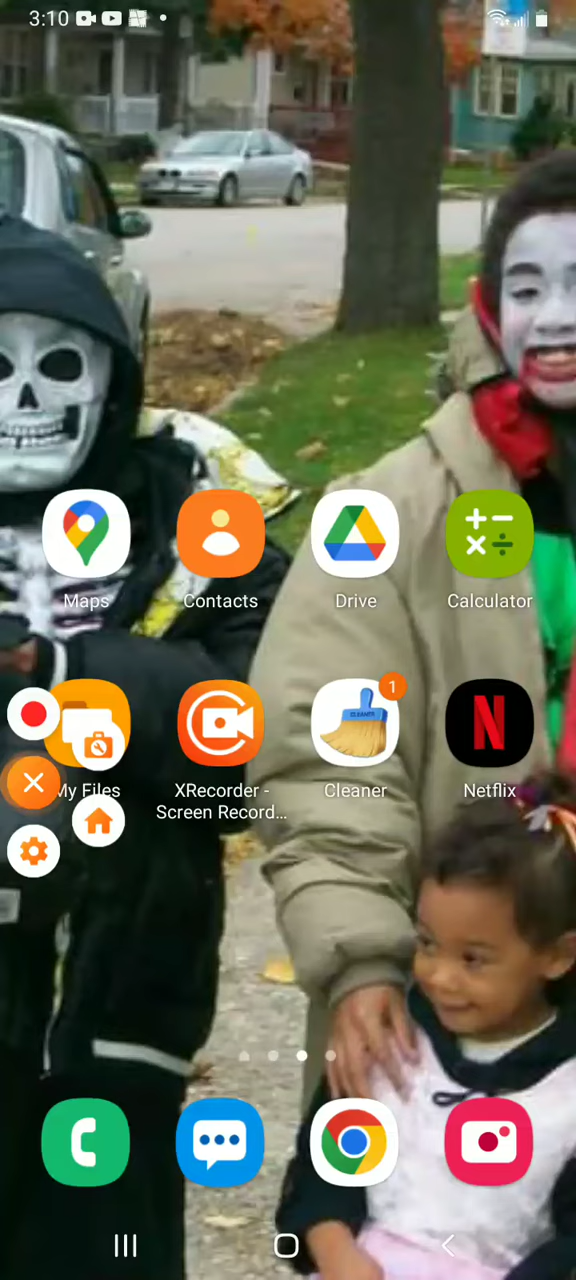 3:10
Maps
Contacts
Drive
Calculator
1
CLEANER
My Files
XRecorder -
Screen Record...
Cleaner
Netflix